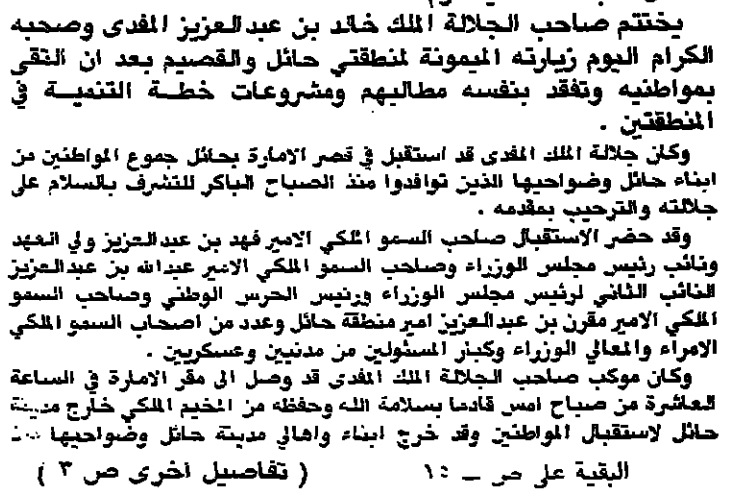 يختتم صاحب الجلالة الملك خالد بن عبدالعزيز المفدى وصحبه
الكرام اليوم زيارته الميمونة لمنطقتي حائل والقصيم بعد ان التقى
بمواطنيه وتفقد بنفسه مطالبهم ومشروعات خطـــة التنميـــة في
المنطقتين .
وكان جلالة الملك المفدى قد استقبل في قصر الامارة بحائل جموع المواطنين من
ابناء حائل وضواحيها الذين توافدوا منذ الصباح الباكر للتشرف بالسلام على
جلالته والترحيب بمقدمه .
وقد حضر الاستقبال صاحب السمو الملكي الامير فهد بن عبدالعزيز ولي العهد
ونائب رئيس مجلس الوزراء وصاحب السمو الملكي الامير عبدالله بن عبدالعزيز
النائب الثاني لرئيس مجلس الوزراء ورئيس الحرس الوطني وصاحب السمو
الملكي الامير مقرن بن عبدالعزيز امير منطقة حائل وعدد من اصحاب السمو الملكي
الامراء والمعالي الوزراء وكبار المسئولين من مدنيين وعسكريين .
وكان موكب صاحب الجلالة الملك المفدى قد وصل الى مقر الامارة في الساعة
العاشرة من صباح امس قادما بسلامة الله وحفظه من المخيم الملكي خارج مدينة
حائل لاستقبال المواطنين وقد خرج ابناء واهالي مدينة حائل وضواحيها
البقية على ص ــ
( تفاصيل اخرى ص ٣ )